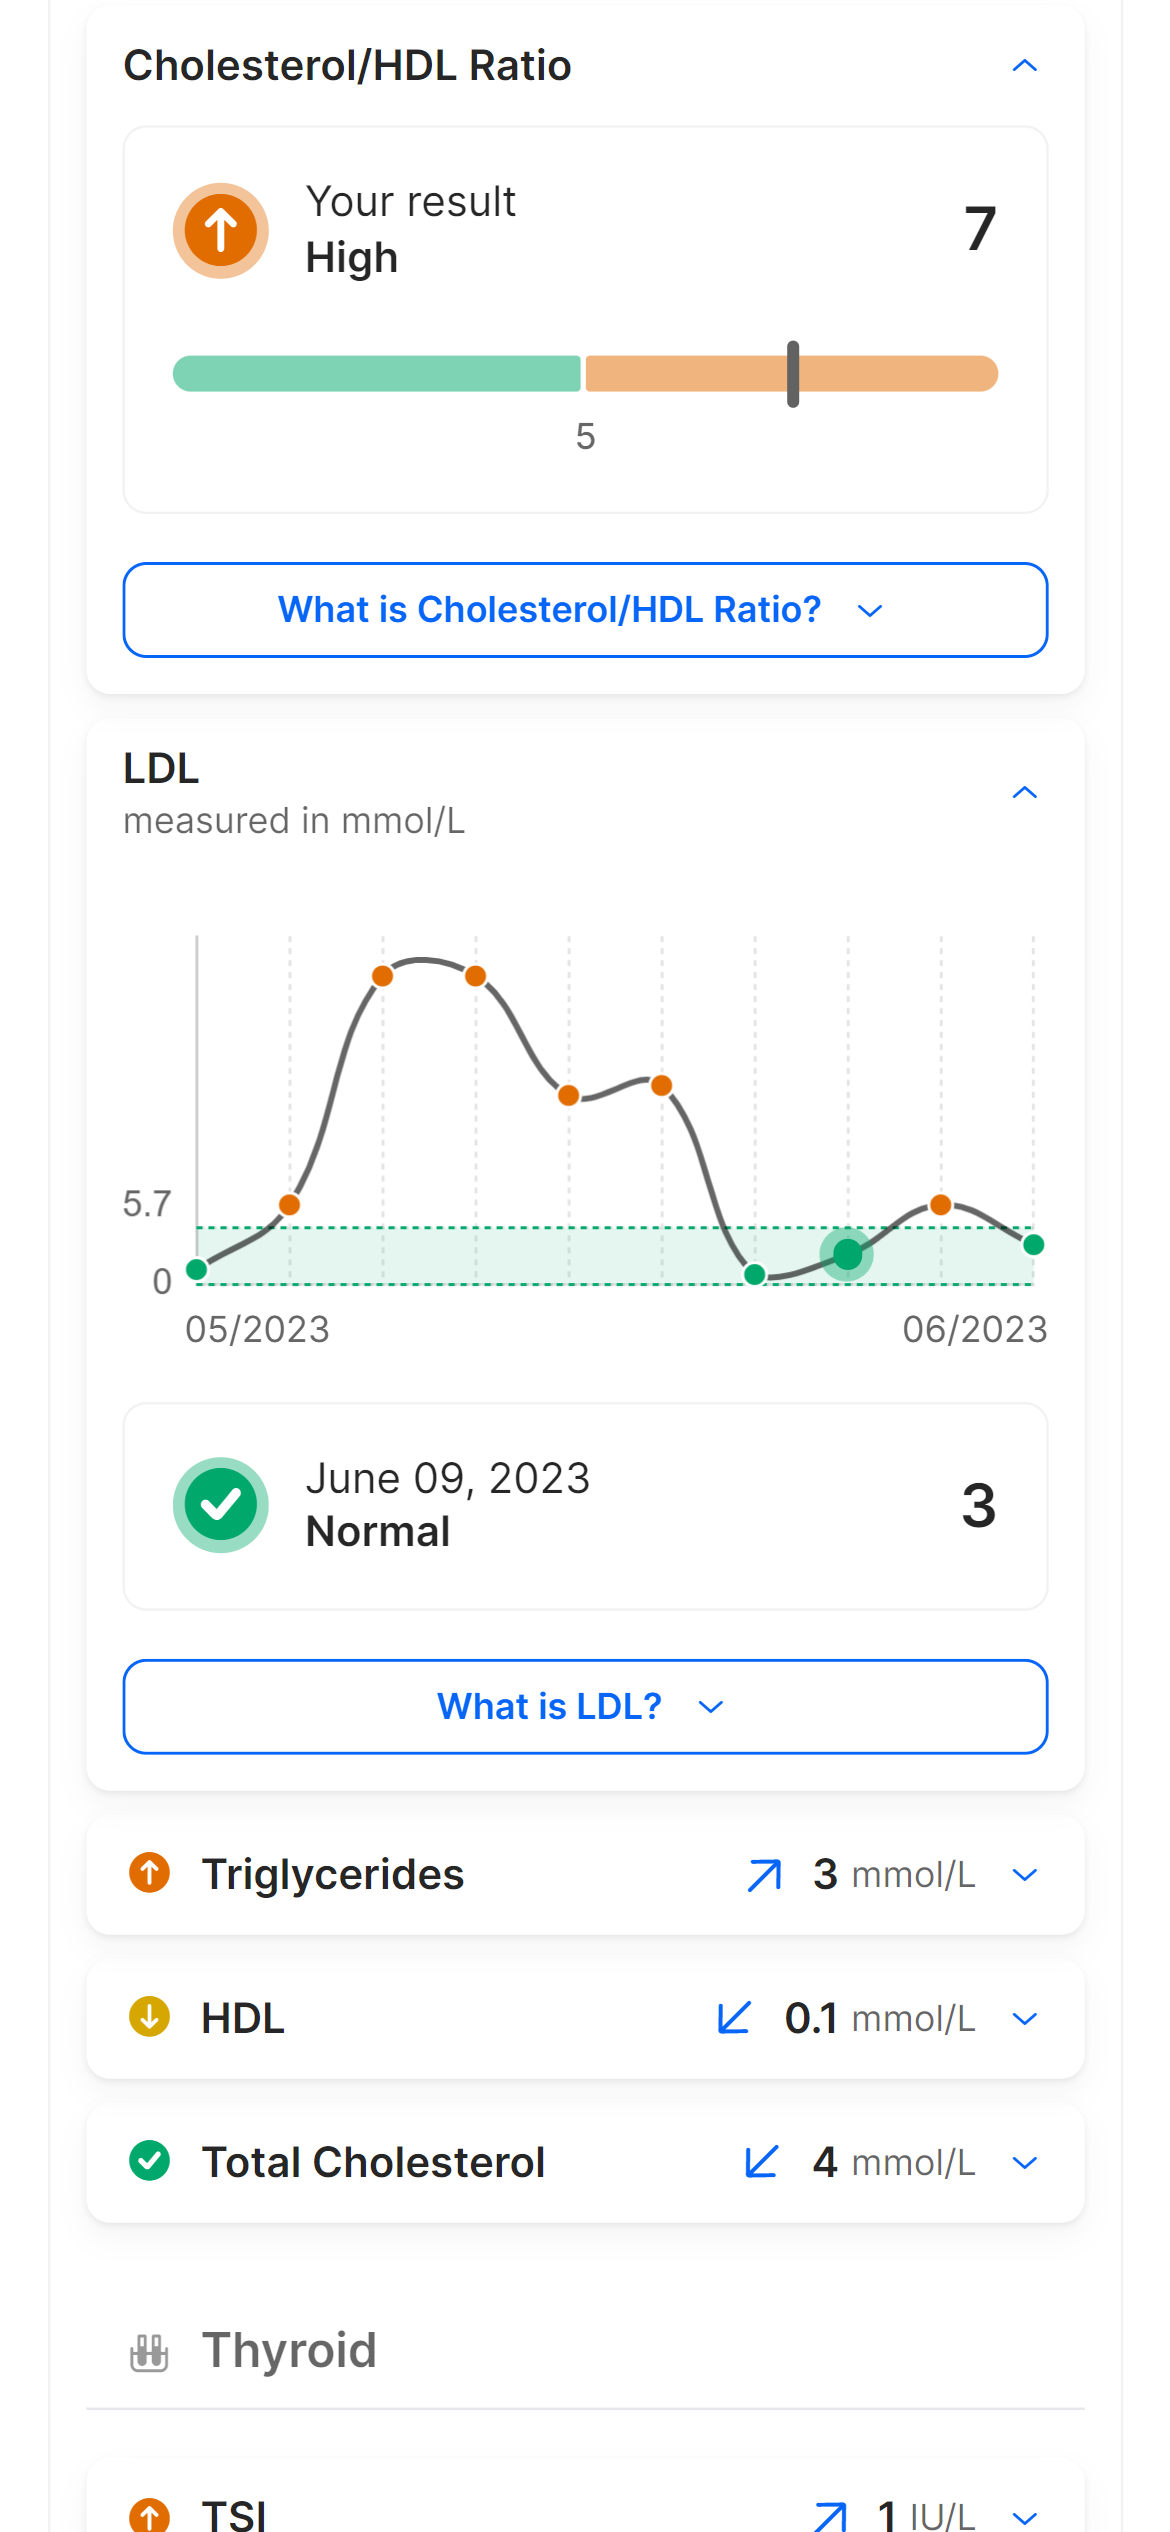 Cholesterol/HDL Ratio
Your result
High
7
5
What is Cholesterol/HDL Ratio?
LDL
measured in mmol/L
5.7
0
05/2023
06/2023
June 09, 2023
Normal
3
What is LDL?
Triglycerides 3 mmol/L
HDL 0.1 mmol/L
Total Cholesterol 4 mmol/L
Thyroid
TSI 1 IU/L